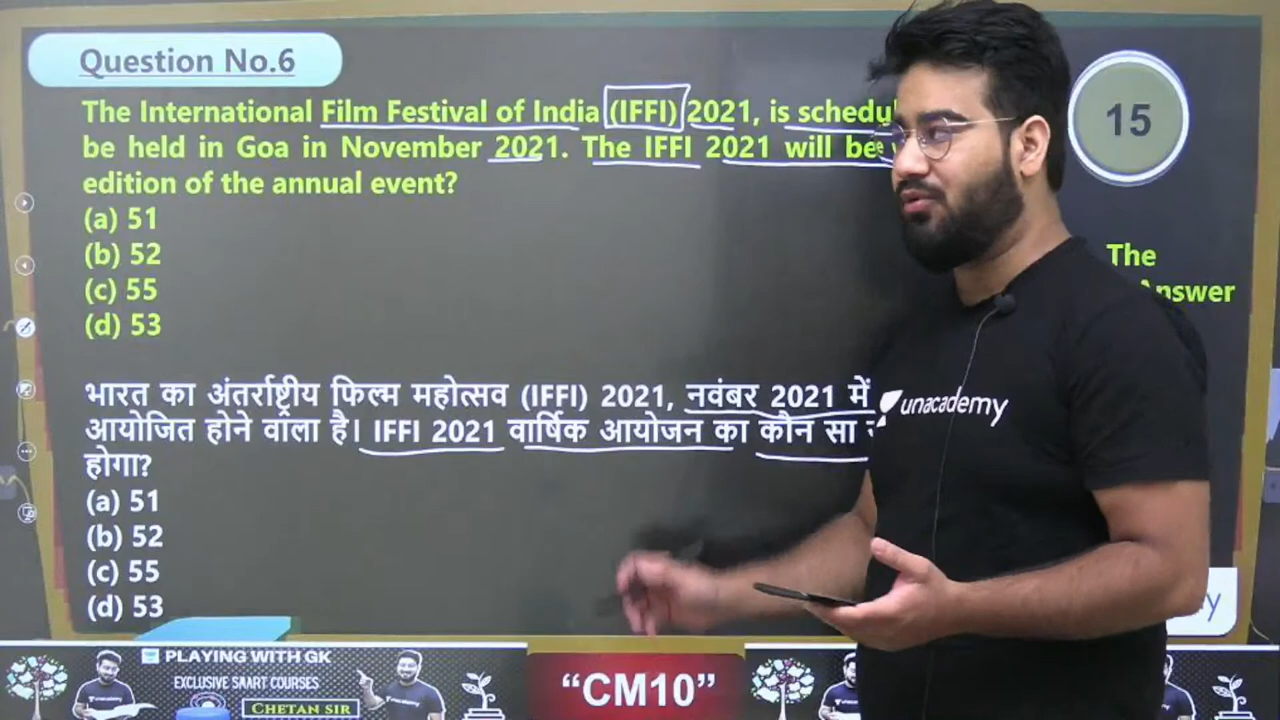 Question No.6
The International Film Festival of India (IFFI) 2021, is
be held in Goa in November 2021. The IFFI 2021 will be
edition of the annual event?
(a) 51
(b) 52
(c) 55
(d) 53
15
The
Answer
भारत का अंतर्राष्ट्रीय फिल्म महोत्सव (IFFI) 2021, नवंबर 2021 में
आयोजित होने वाला है। IFFI 2021 वार्षिक आयोजन का कौन सा
होगा?
(a) 51
(b) 52
(c) 55
(d) 53
unacademy
PLAYING WITH GK
EXCLUSIVE SAART COURSES
CHETAN SIR
“CM10”